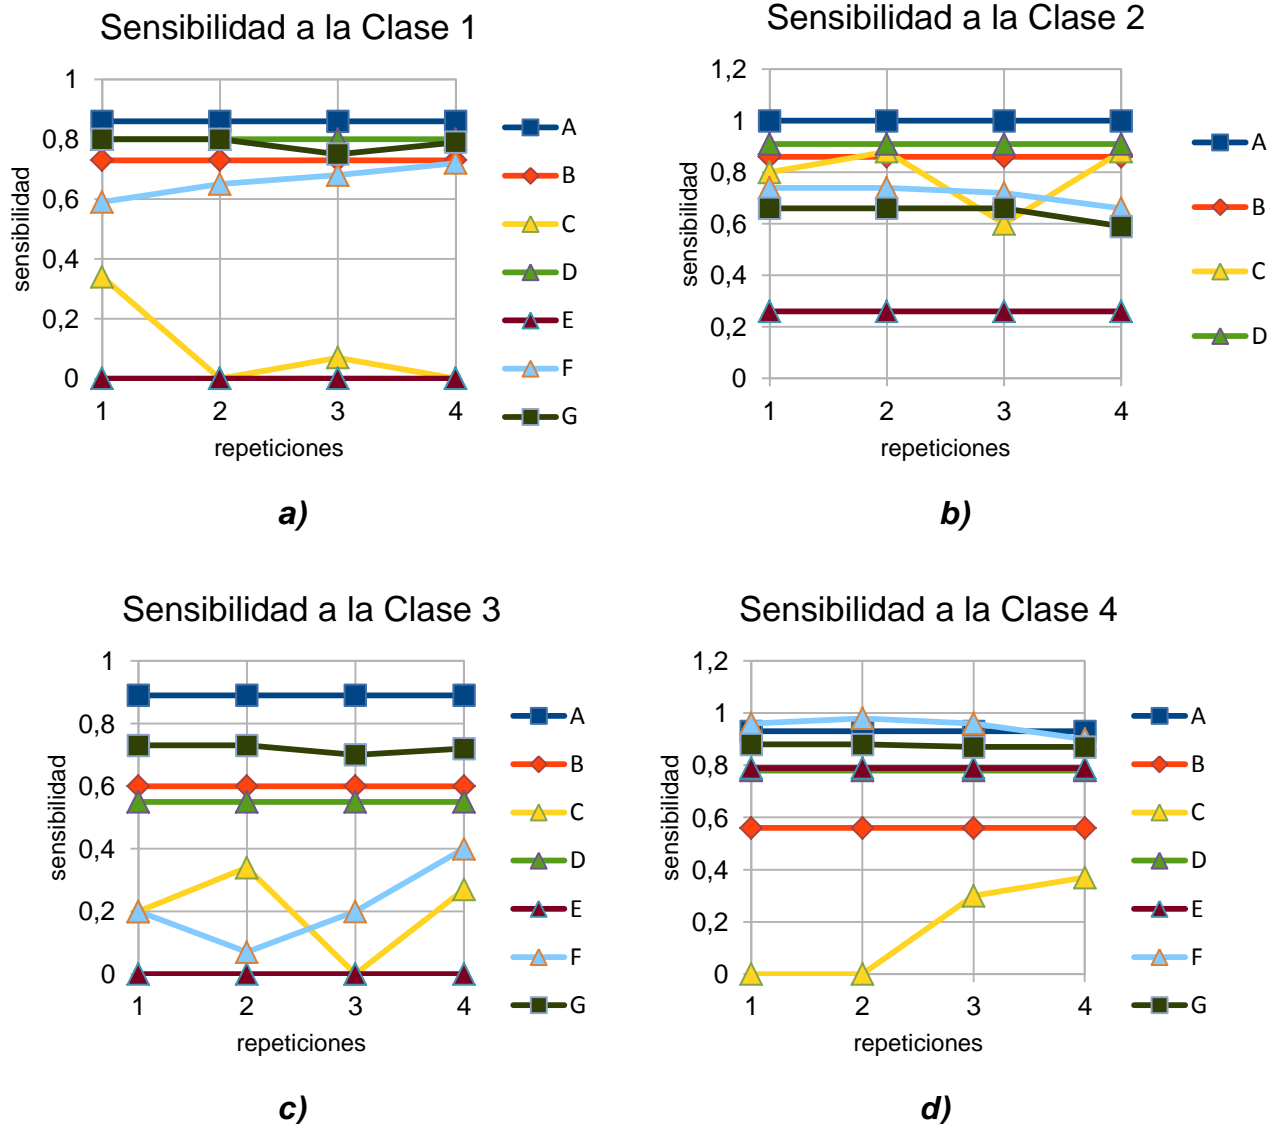 Sensibilidad a la Clase 1
1
0,8
0,6
0,4
0,2
0
sensibilidad
1 2 3 4
repeticiones
A
B
C
D
E
F
G
a)
Sensibilidad a la Clase 2
1,2
1
0,8
0,6
0,4
0,2
0
sensibilidad
1 2 3 4
repeticiones
A
B
C
D
b)
Sensibilidad a la Clase 3
1
0,8
0,6
0,4
0,2
0
sensibilidad
1 2 3 4
repeticiones
A
B
C
D
E
F
G
c)
Sensibilidad a la Clase 4
1,2
1
0,8
0,6
0,4
0,2
0
sensibilidad
1 2 3 4
repeticiones
A
B
C
D
E
F
G
d)